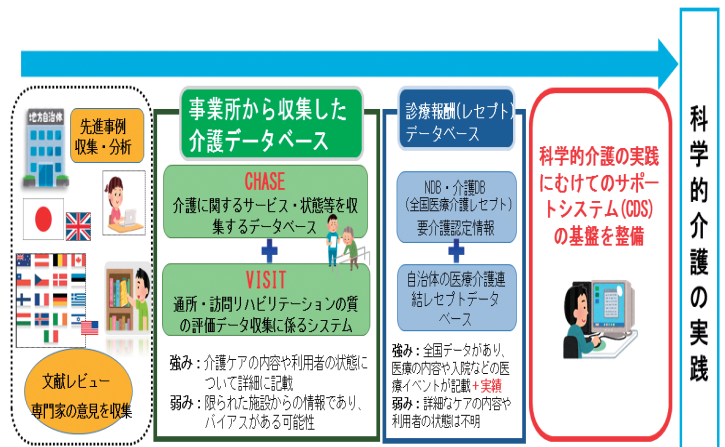 地方自治体
先進事例
収集・分析
文献レビュー
専門家の意見を収集
事業所から収集した
介護データベース
CHASE
介護に関するサービス・状態等を収
集するデータベース
VISIT
通所・訪問リハビリテーションの質
の評価データ収集に係るシステム
強み：介護ケアの内容や利用者の状態に
ついて詳細に記載
弱み：限られた施設からの情報であり、
バイアスがある可能性
診療報酬(レセプト)
データベース
NDB・介護DB
(全国医療介護レセプト)
要介護認定情報
自治体の医療介護連
結レセプトデータ
ベース
強み：全国データがあり、
医療の内容や入院などの医
療イベントが記載＋実績
弱み：詳細なケアの内容や
利用者の状態は不明
科学的介護の実践
にむけてのサポー
トシステム(CDS)
の基盤を整備
科学的介護の実践